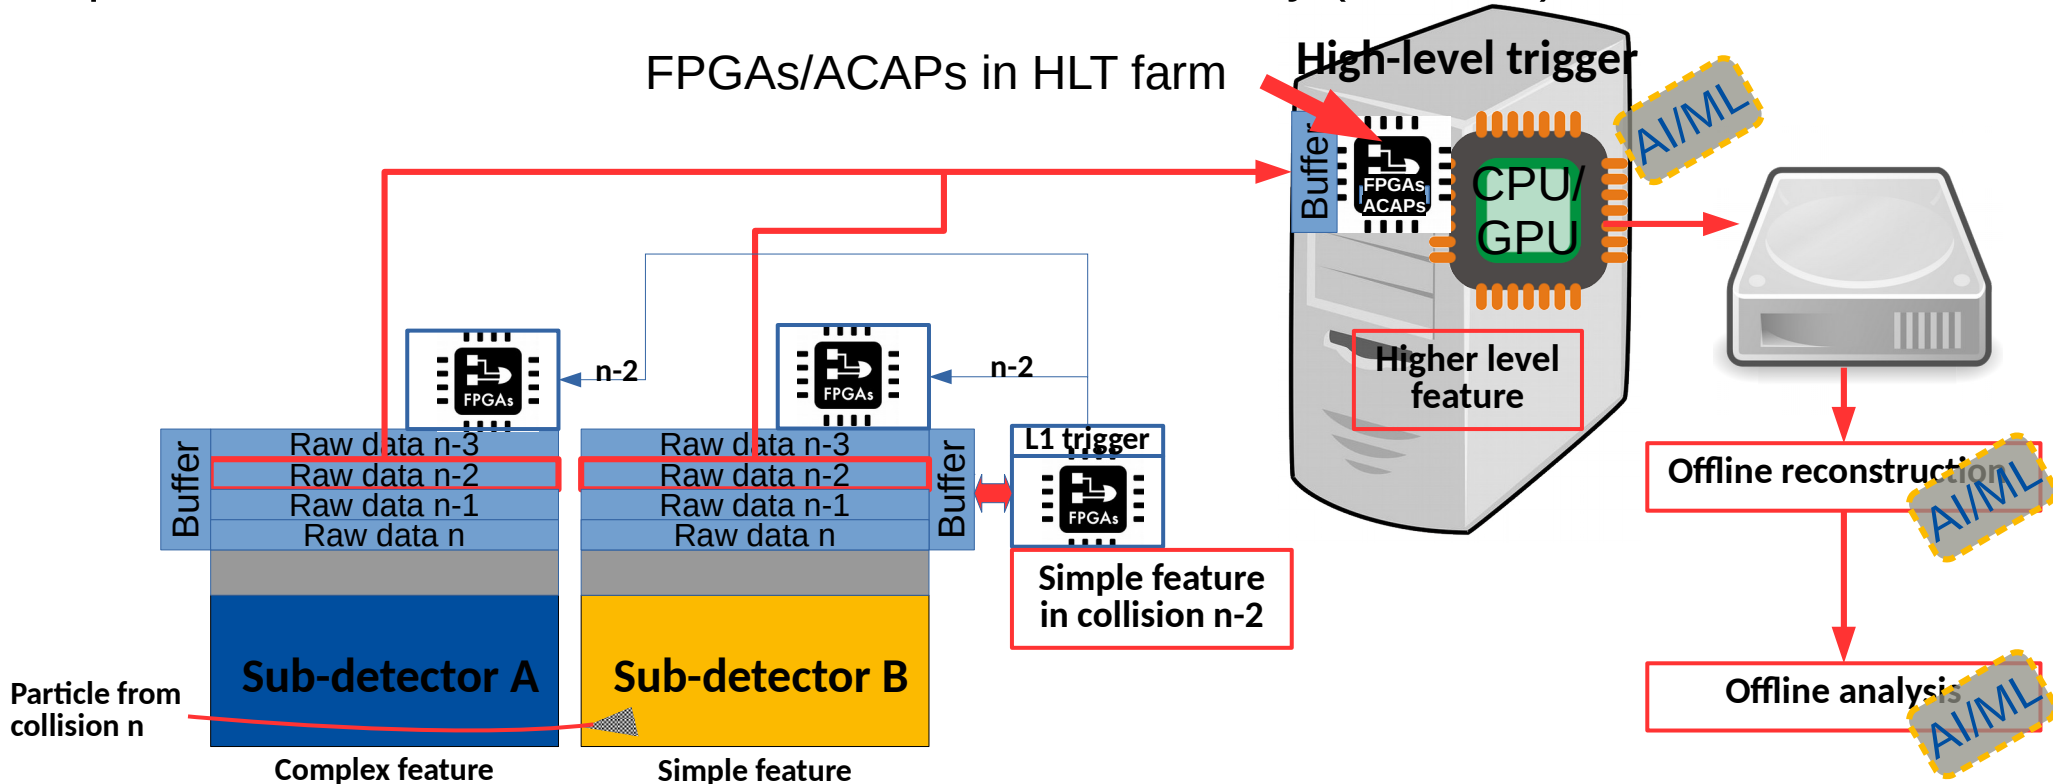 FPGAs/ACAPs in HLT farm
High-level trigger
AI/ML
Buffer
FPGAs
ACAPs
CPU/
GPU
n-2
n-2
FPGAs
FPGAs
Higher level
feature
Buffer
Raw data n-3
Raw data n-2
Raw data n-1
Raw data n
Raw data n-3
Raw data n-2
Raw data n-1
Raw data n
Buffer
L1 trigger
FPGAs
Simple feature
in collision n-2
Offline reconstruction
AI/ML
Sub-detector A
Sub-detector B
Particle from
collision n
Offline analysis
AI/ML
Complex feature
Simple feature